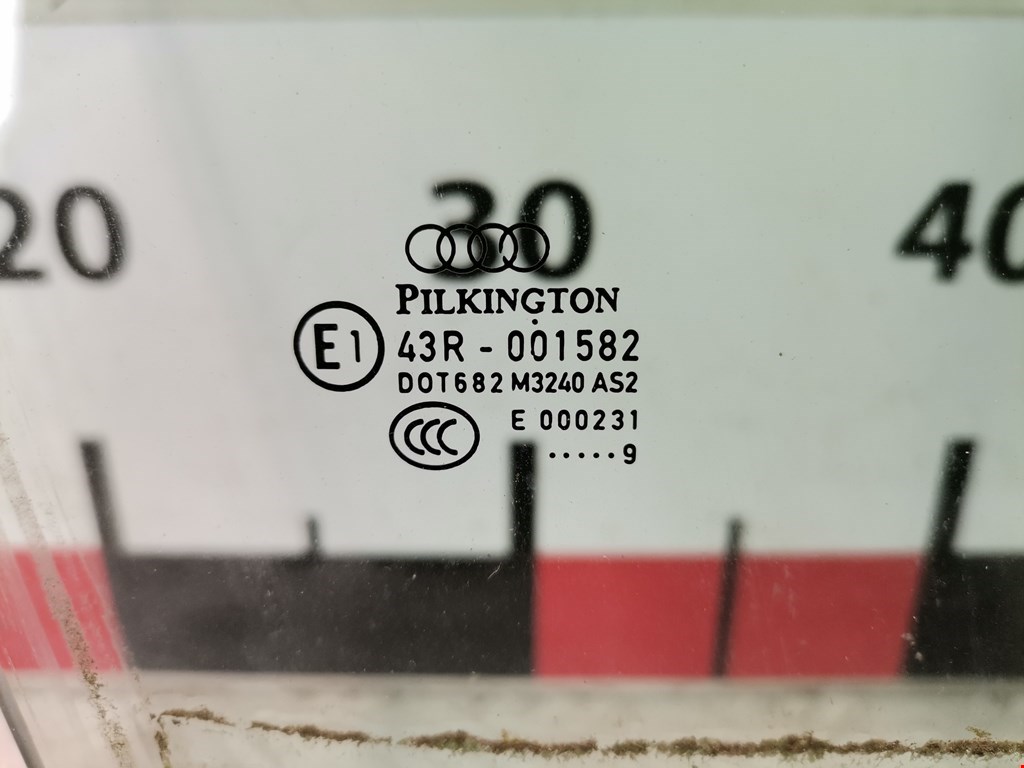 20 30 40
PILKINGTON
E1 43R - 001582
DOT682 M3240 AS2
CCC E 000231
.....9